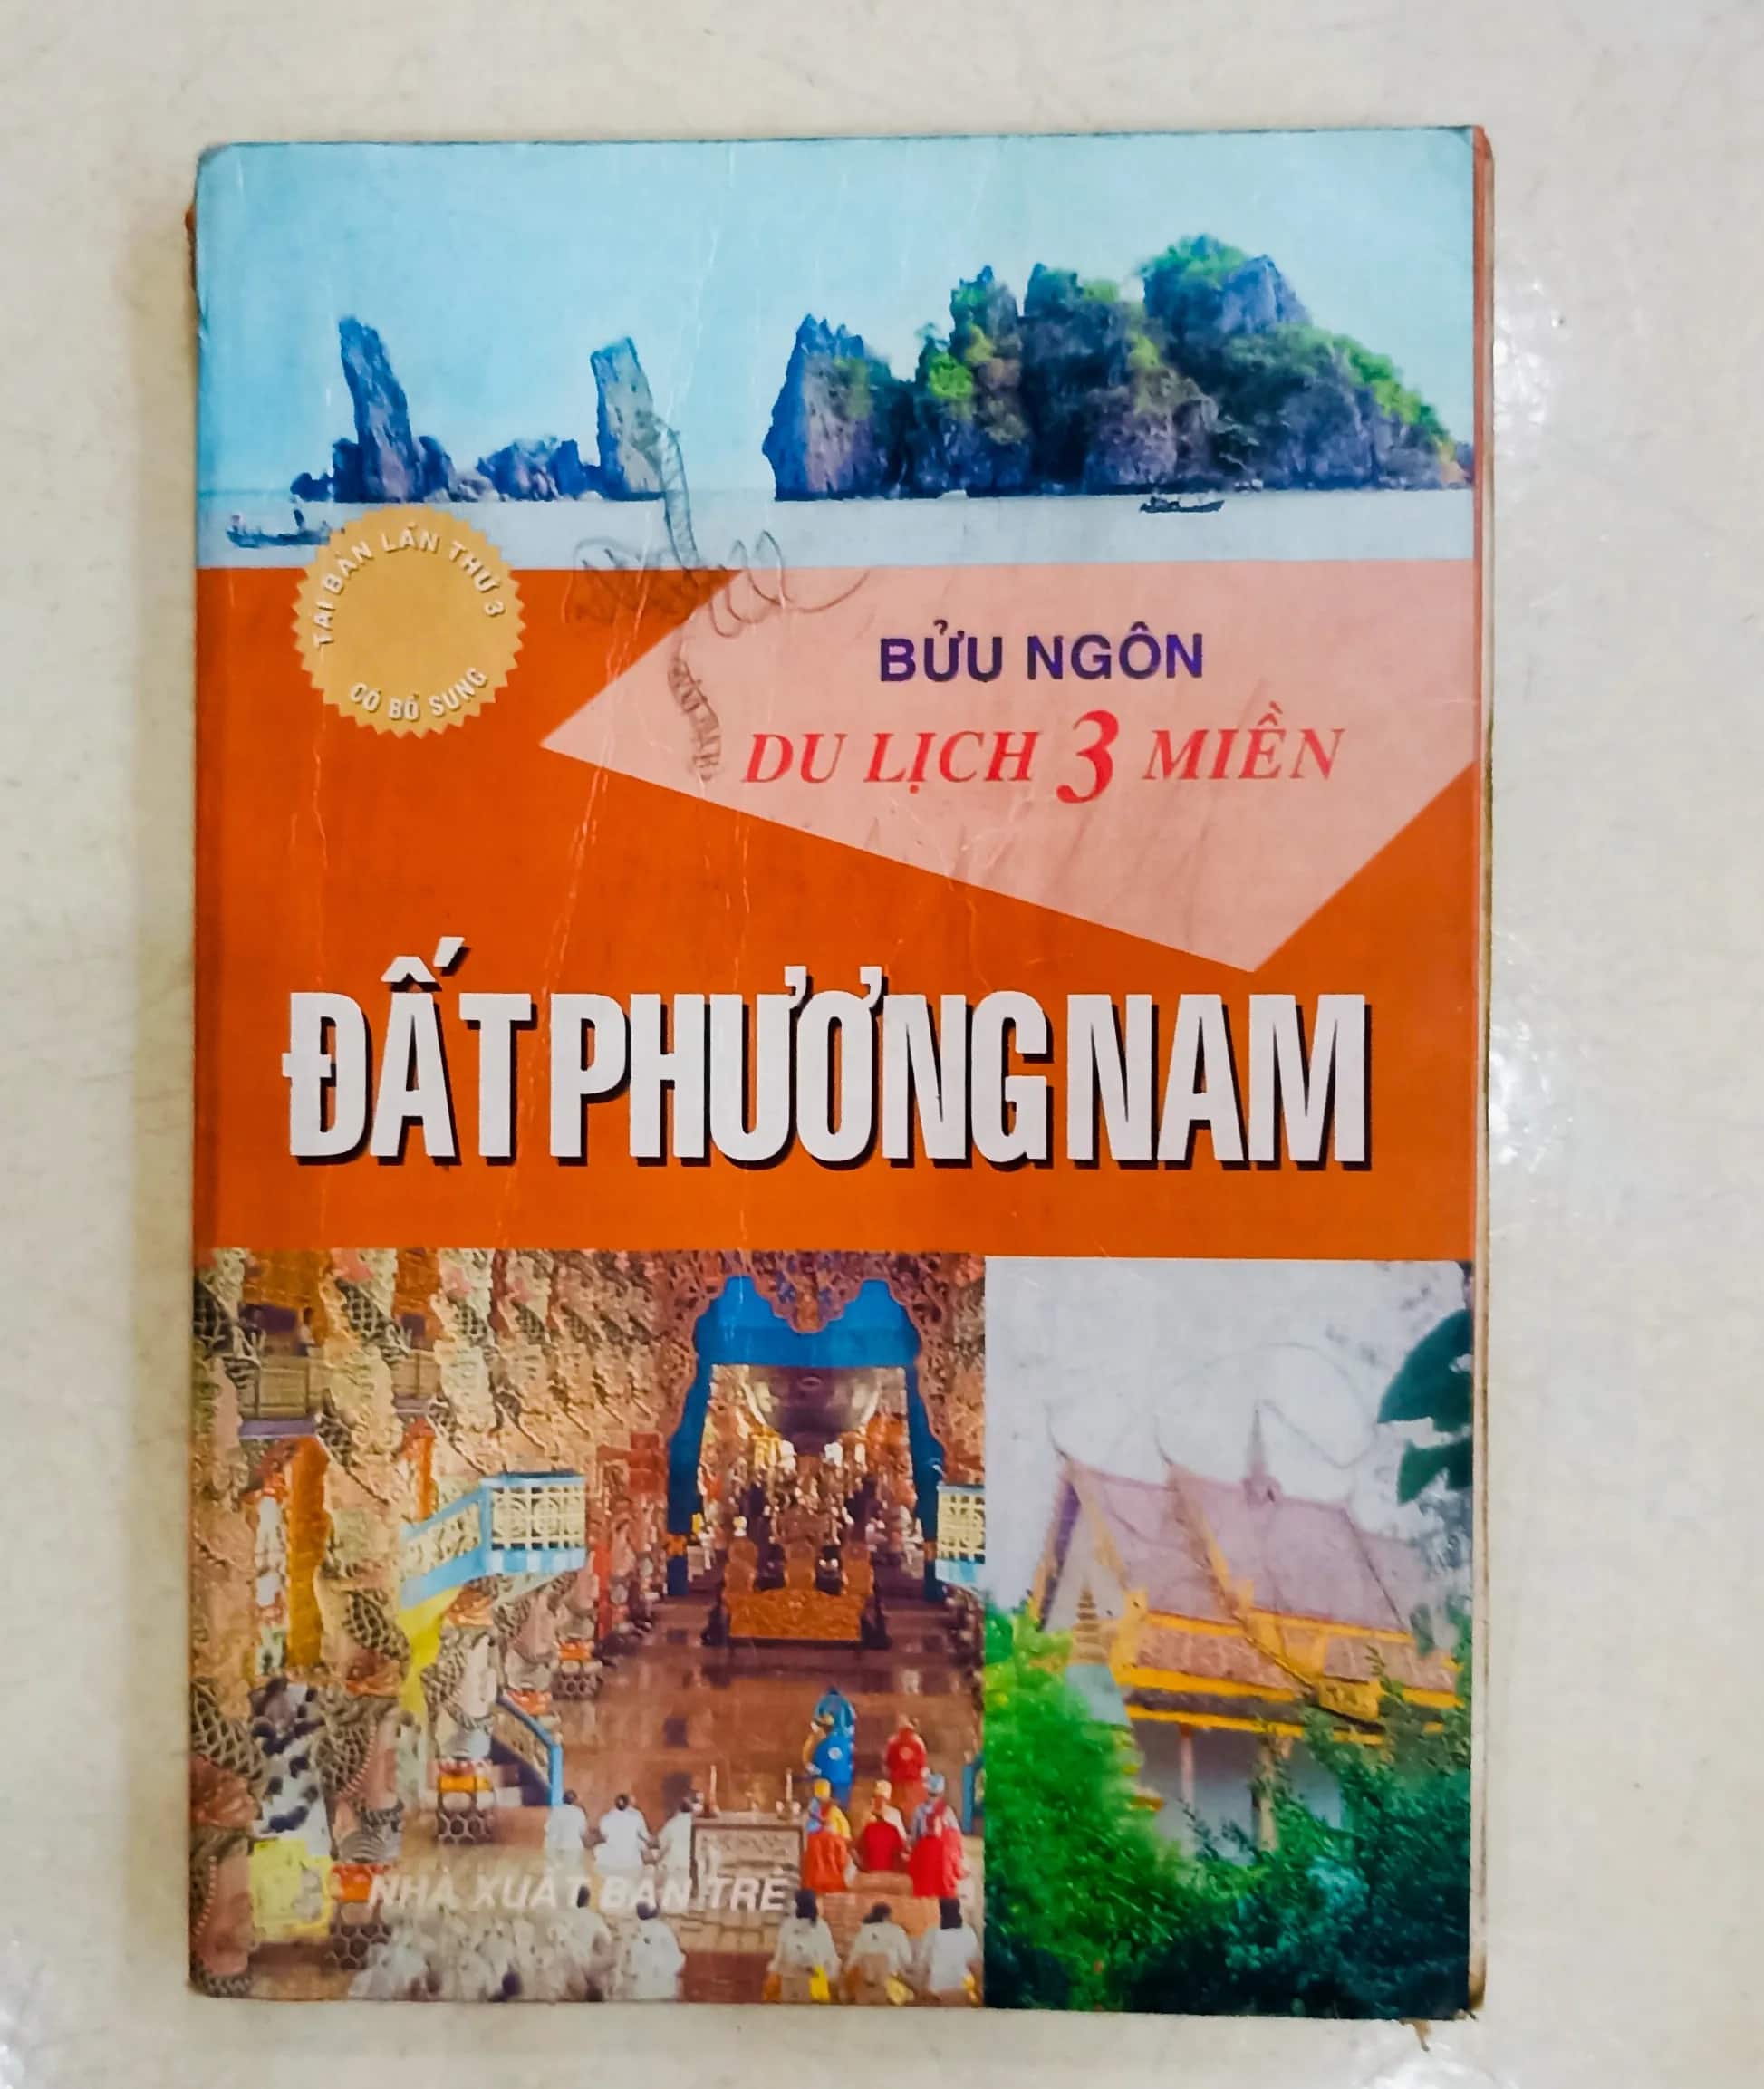 TÁI BẢN LẦN THỨ 3
CÓ BỔ SUNG
BỬU NGÔN
DU LỊCH 3 MIỀN
ĐẤT PHƯƠNG NAM
NHÀ XUẤT BẢN TRẺ